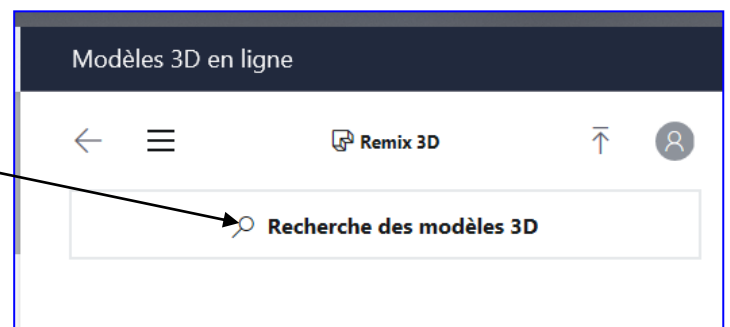 Modèles 3D en ligne
Remix 3D
Recherche des modèles 3D